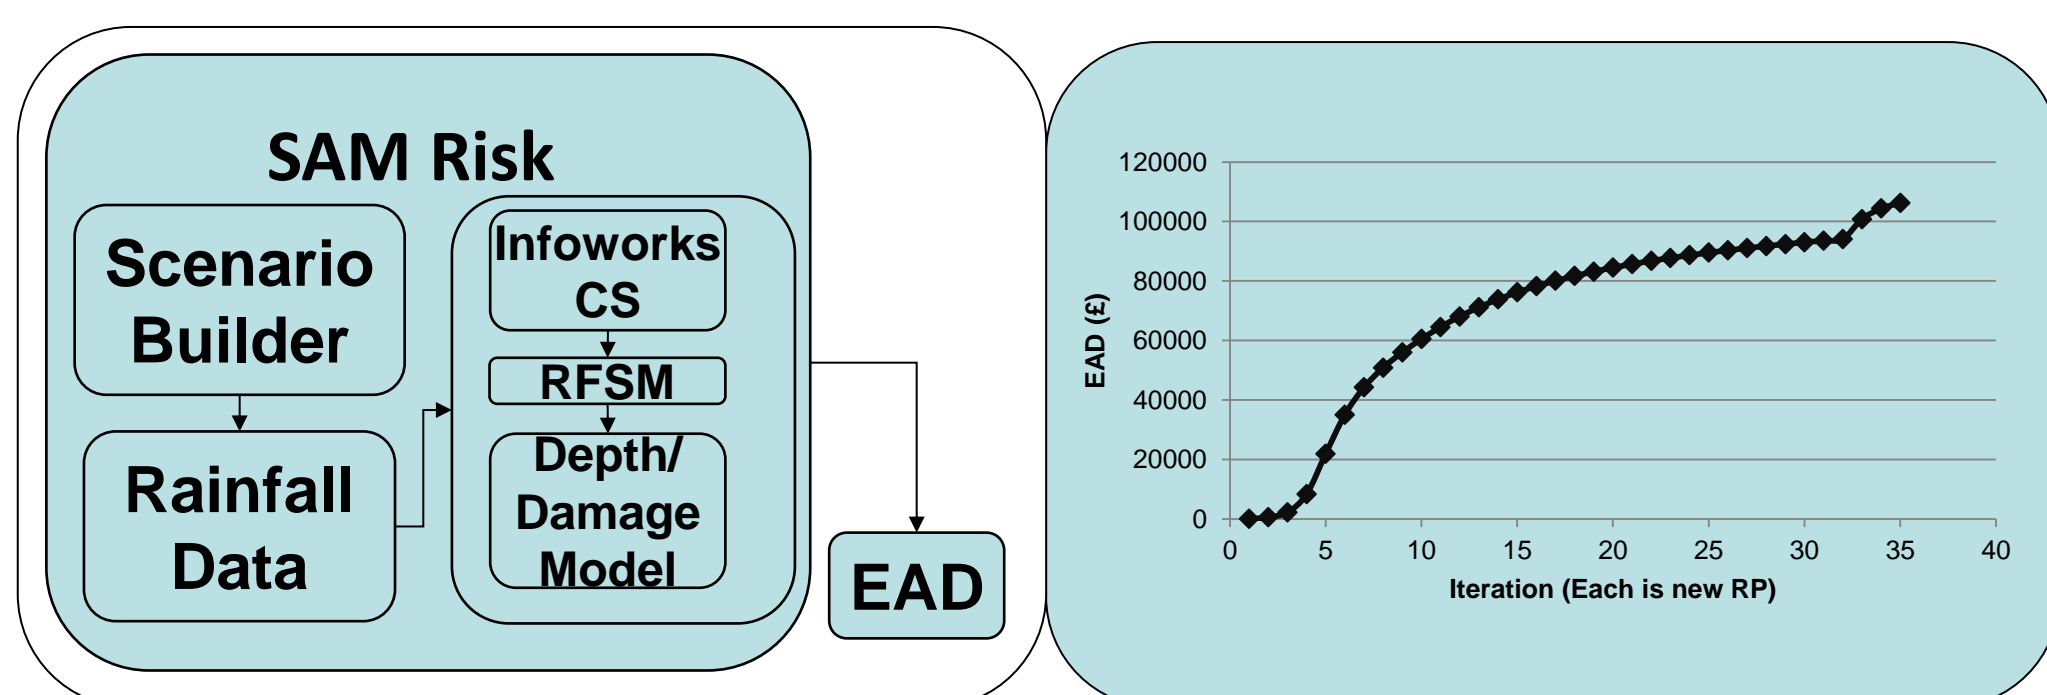 SAM Risk
Scenario
Builder
Rainfall
Data
Infoworks
CS
RFSM
Depth/
Damage
Model
EAD
120000
100000
80000
60000
40000
20000
0
EAD (£)
0 5 10 15 20 25 30 35 40
Iteration (Each is new RP)